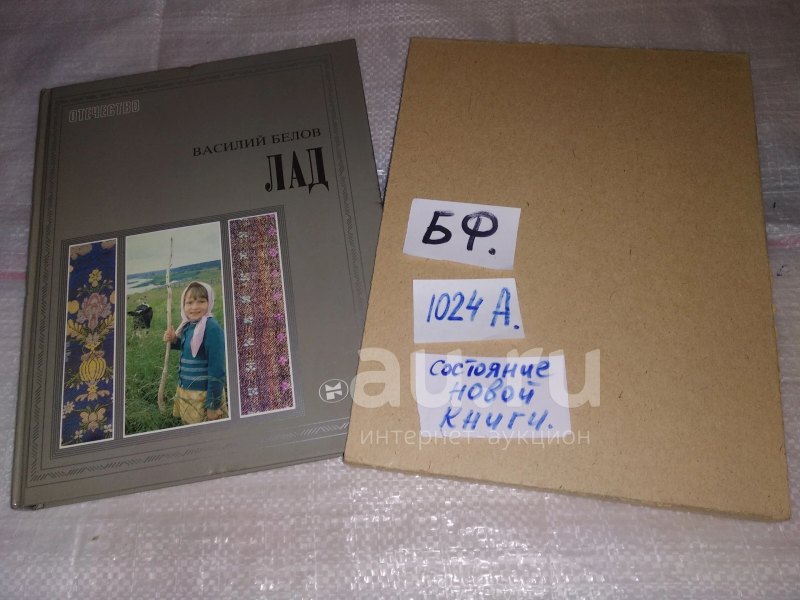 ОТЕЧЕСТВО
ВАСИЛИЙ БЕЛОВ
ЛАД
БФ.
1024 А.
состояние
новой
книги.
au.ru
интернет-аукцион